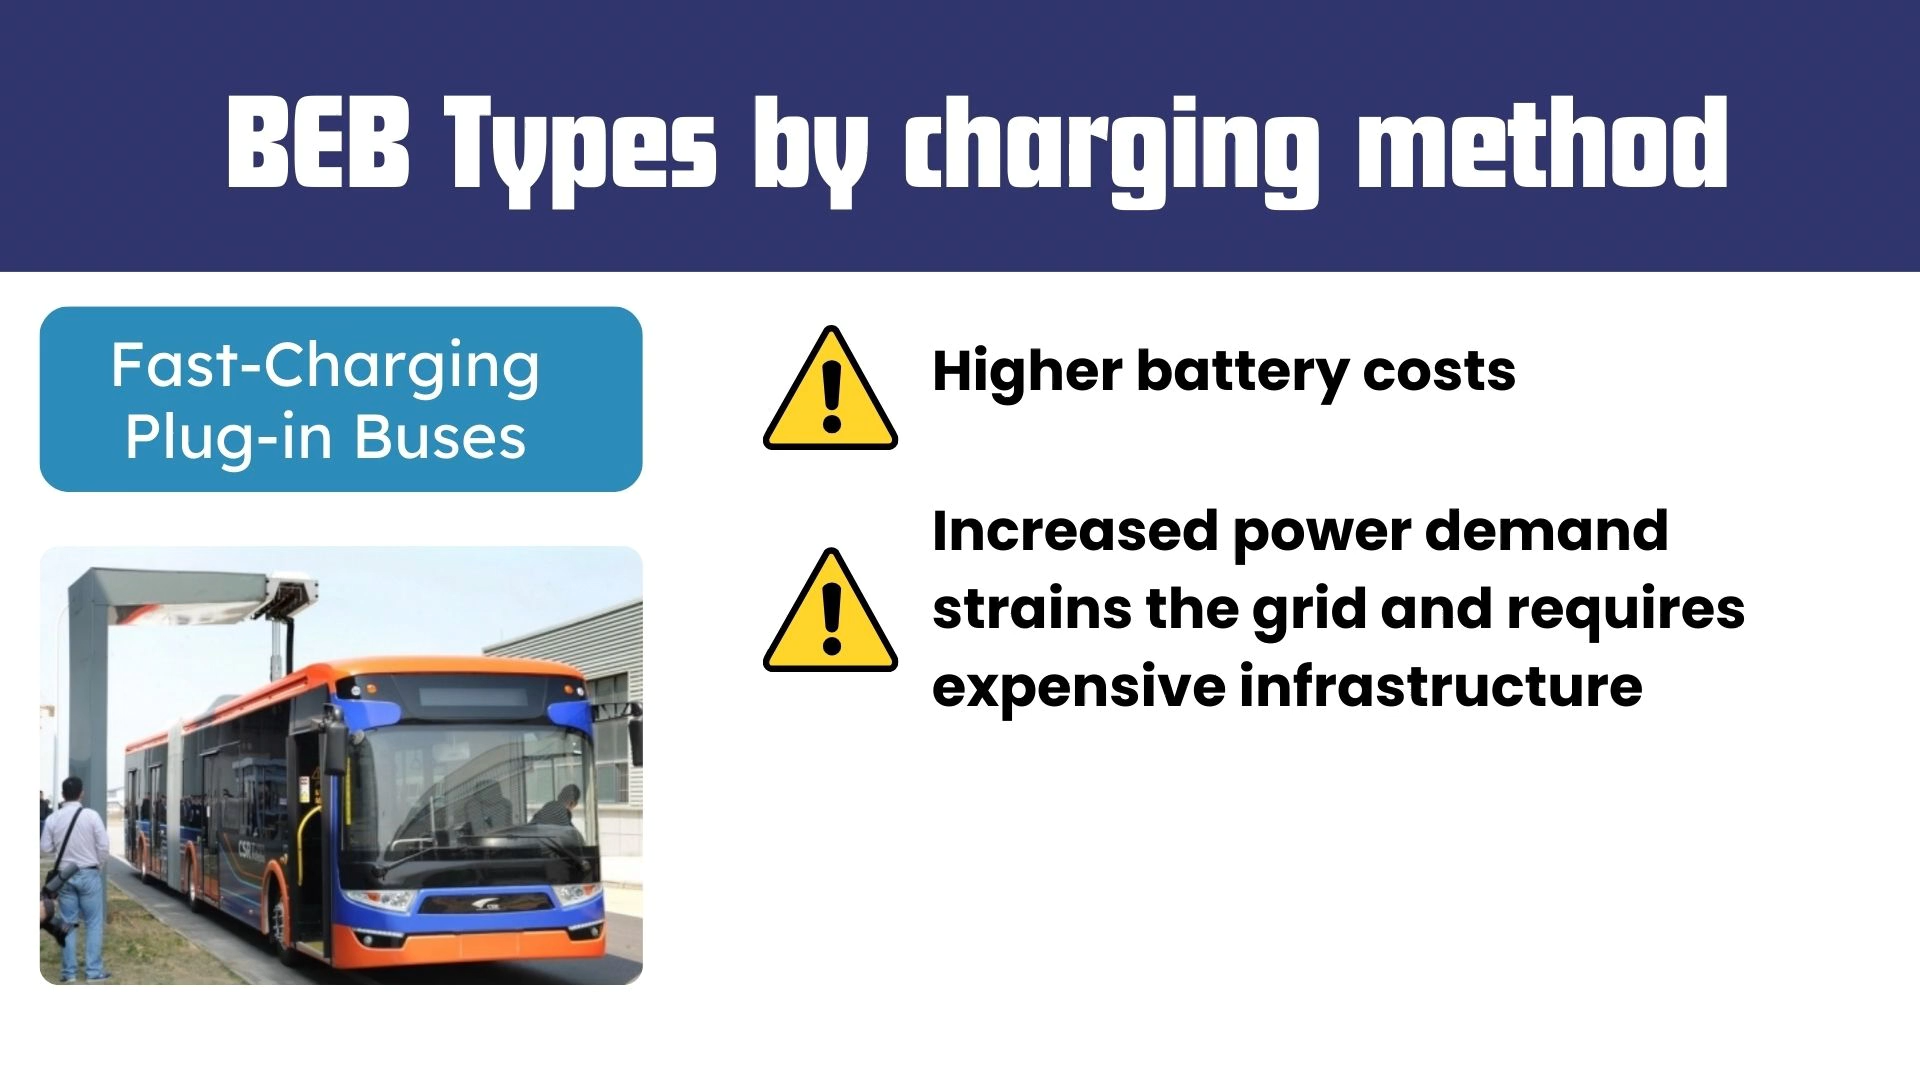 BEB Types by charging method
Fast-Charging
Plug-in Buses
Higher battery costs
Increased power demand
strains the grid and requires
expensive infrastructure
CSR